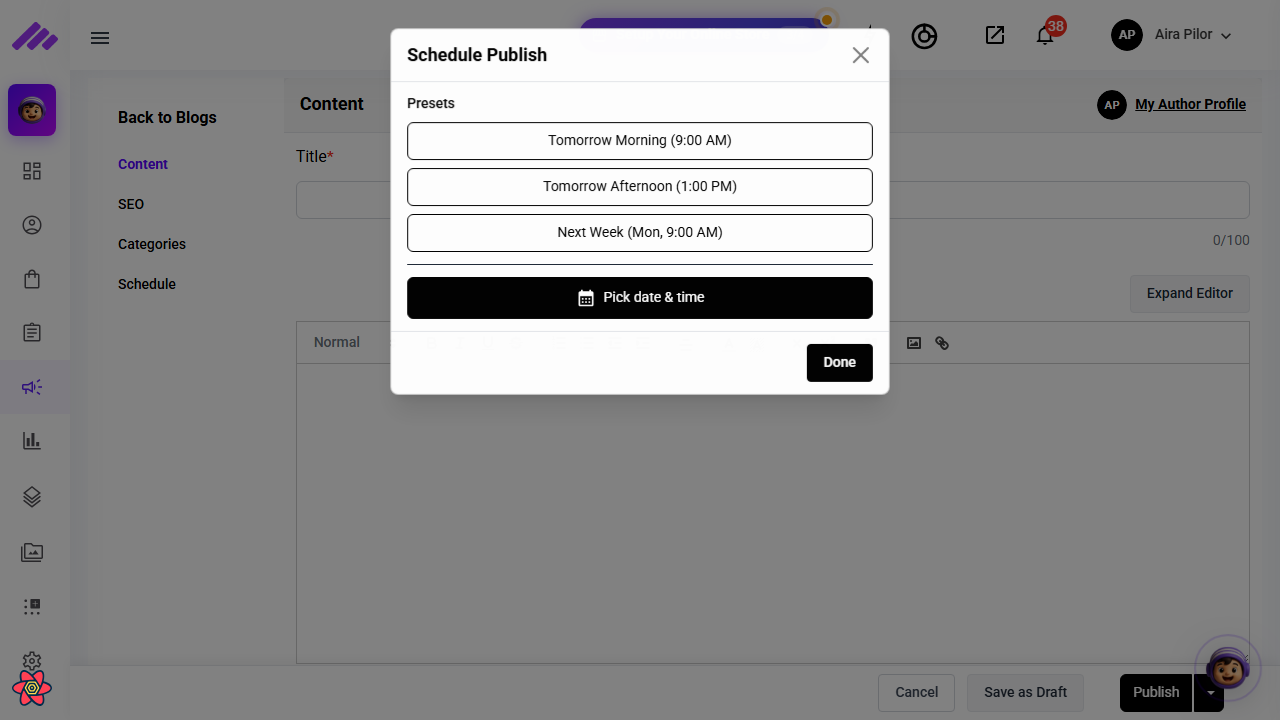 Schedule Publish
38
AP
Aira Pilor
Presets
Back to Blogs
Content
AP
My Author Profile
Tomorrow Morning (9:00 AM)
Content
Title*
Tomorrow Afternoon (1:00 PM)
SEO
Next Week (Mon, 9:00 AM)
0/100
Categories
Schedule
Pick date & time
Expand Editor
Normal
Done
Cancel
Save as Draft
Publish